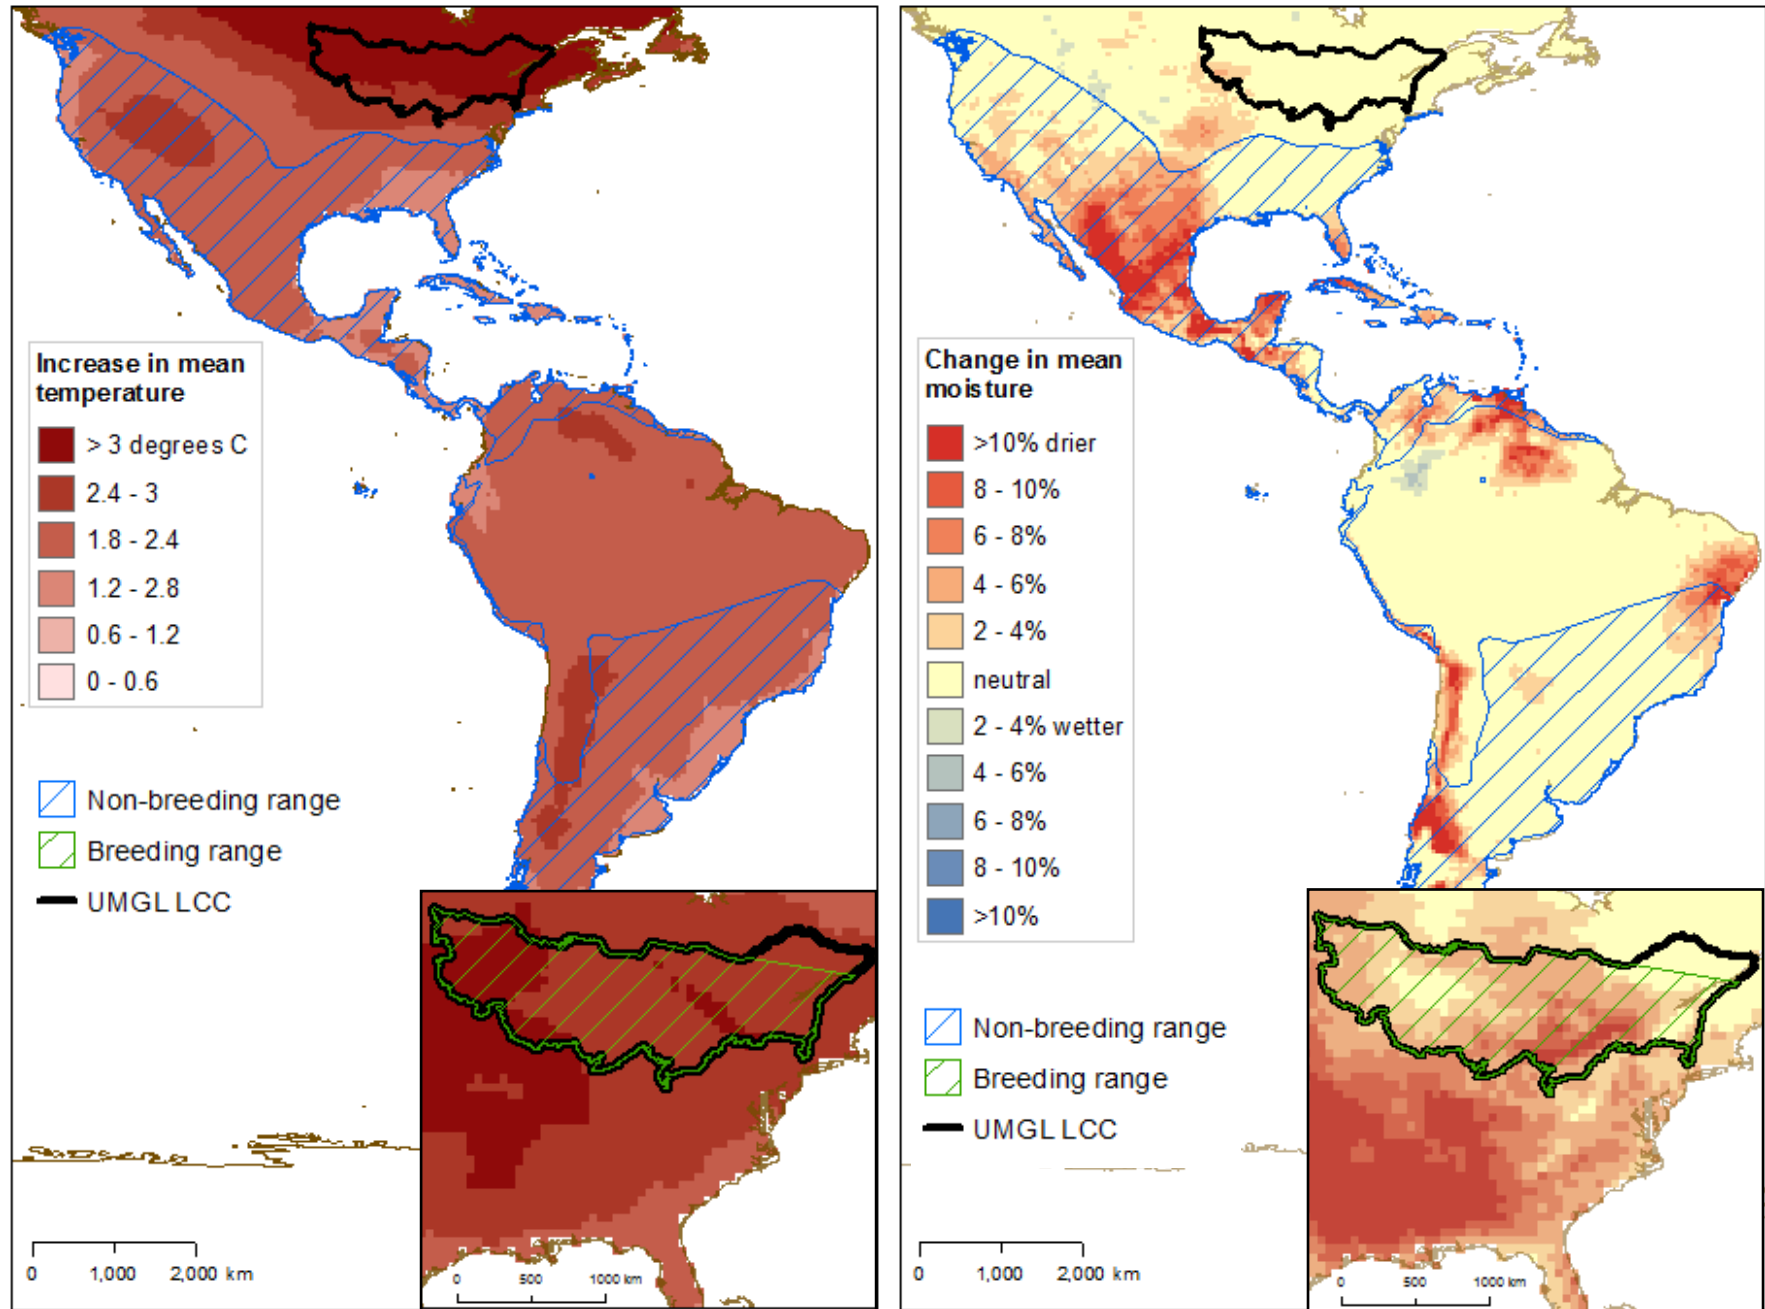 Increase in mean
temperature
> 3 degrees C
2.4 - 3
1.8 - 2.4
1.2 - 2.8
0.6 - 1.2
0 - 0.6
Non-breeding range
Breeding range
UMGL LCC
0 1,000 2,000 km
0 500 1000 km
Change in mean
moisture
>10% drier
8 - 10%
6 - 8%
4 - 6%
2 - 4%
neutral
2 - 4% wetter
4 - 6%
6 - 8%
8 - 10%
>10%
Non-breeding range
Breeding range
UMGL LCC
0 1,000 2,000 km
0 500 1000 km